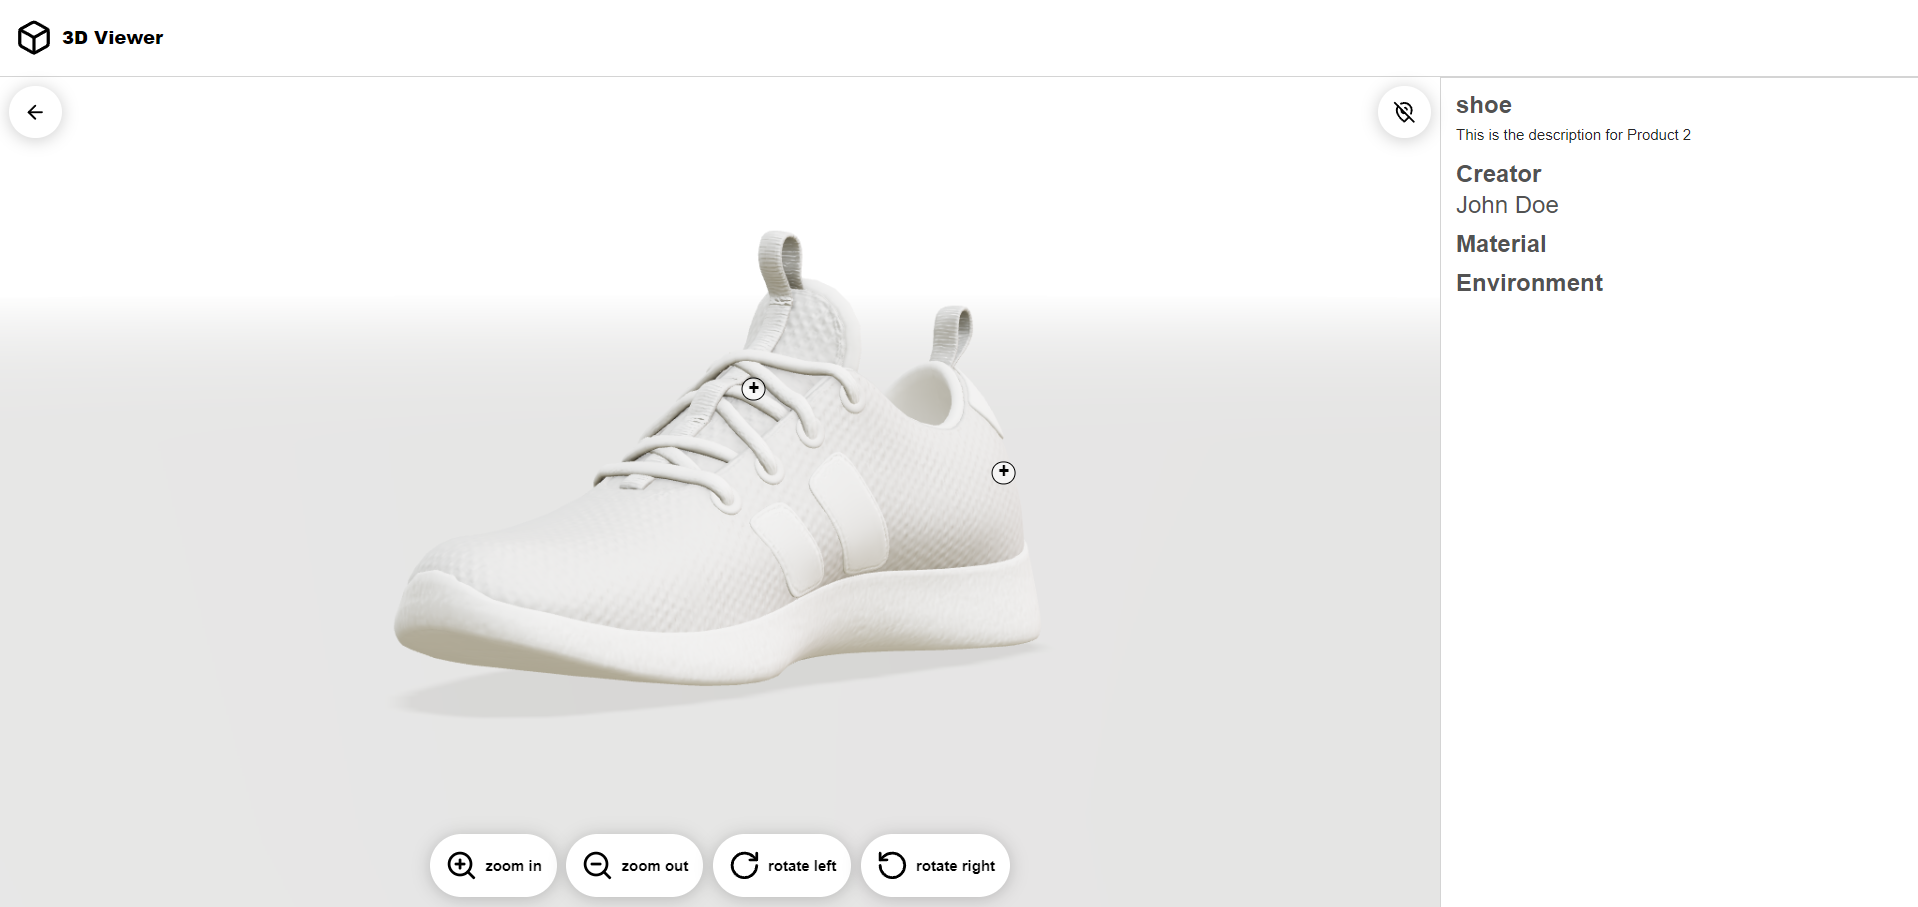 3D Viewer
shoe
This is the description for Product 2
Creator
John Doe
Material
Environment
zoom in
zoom out
rotate left
rotate right